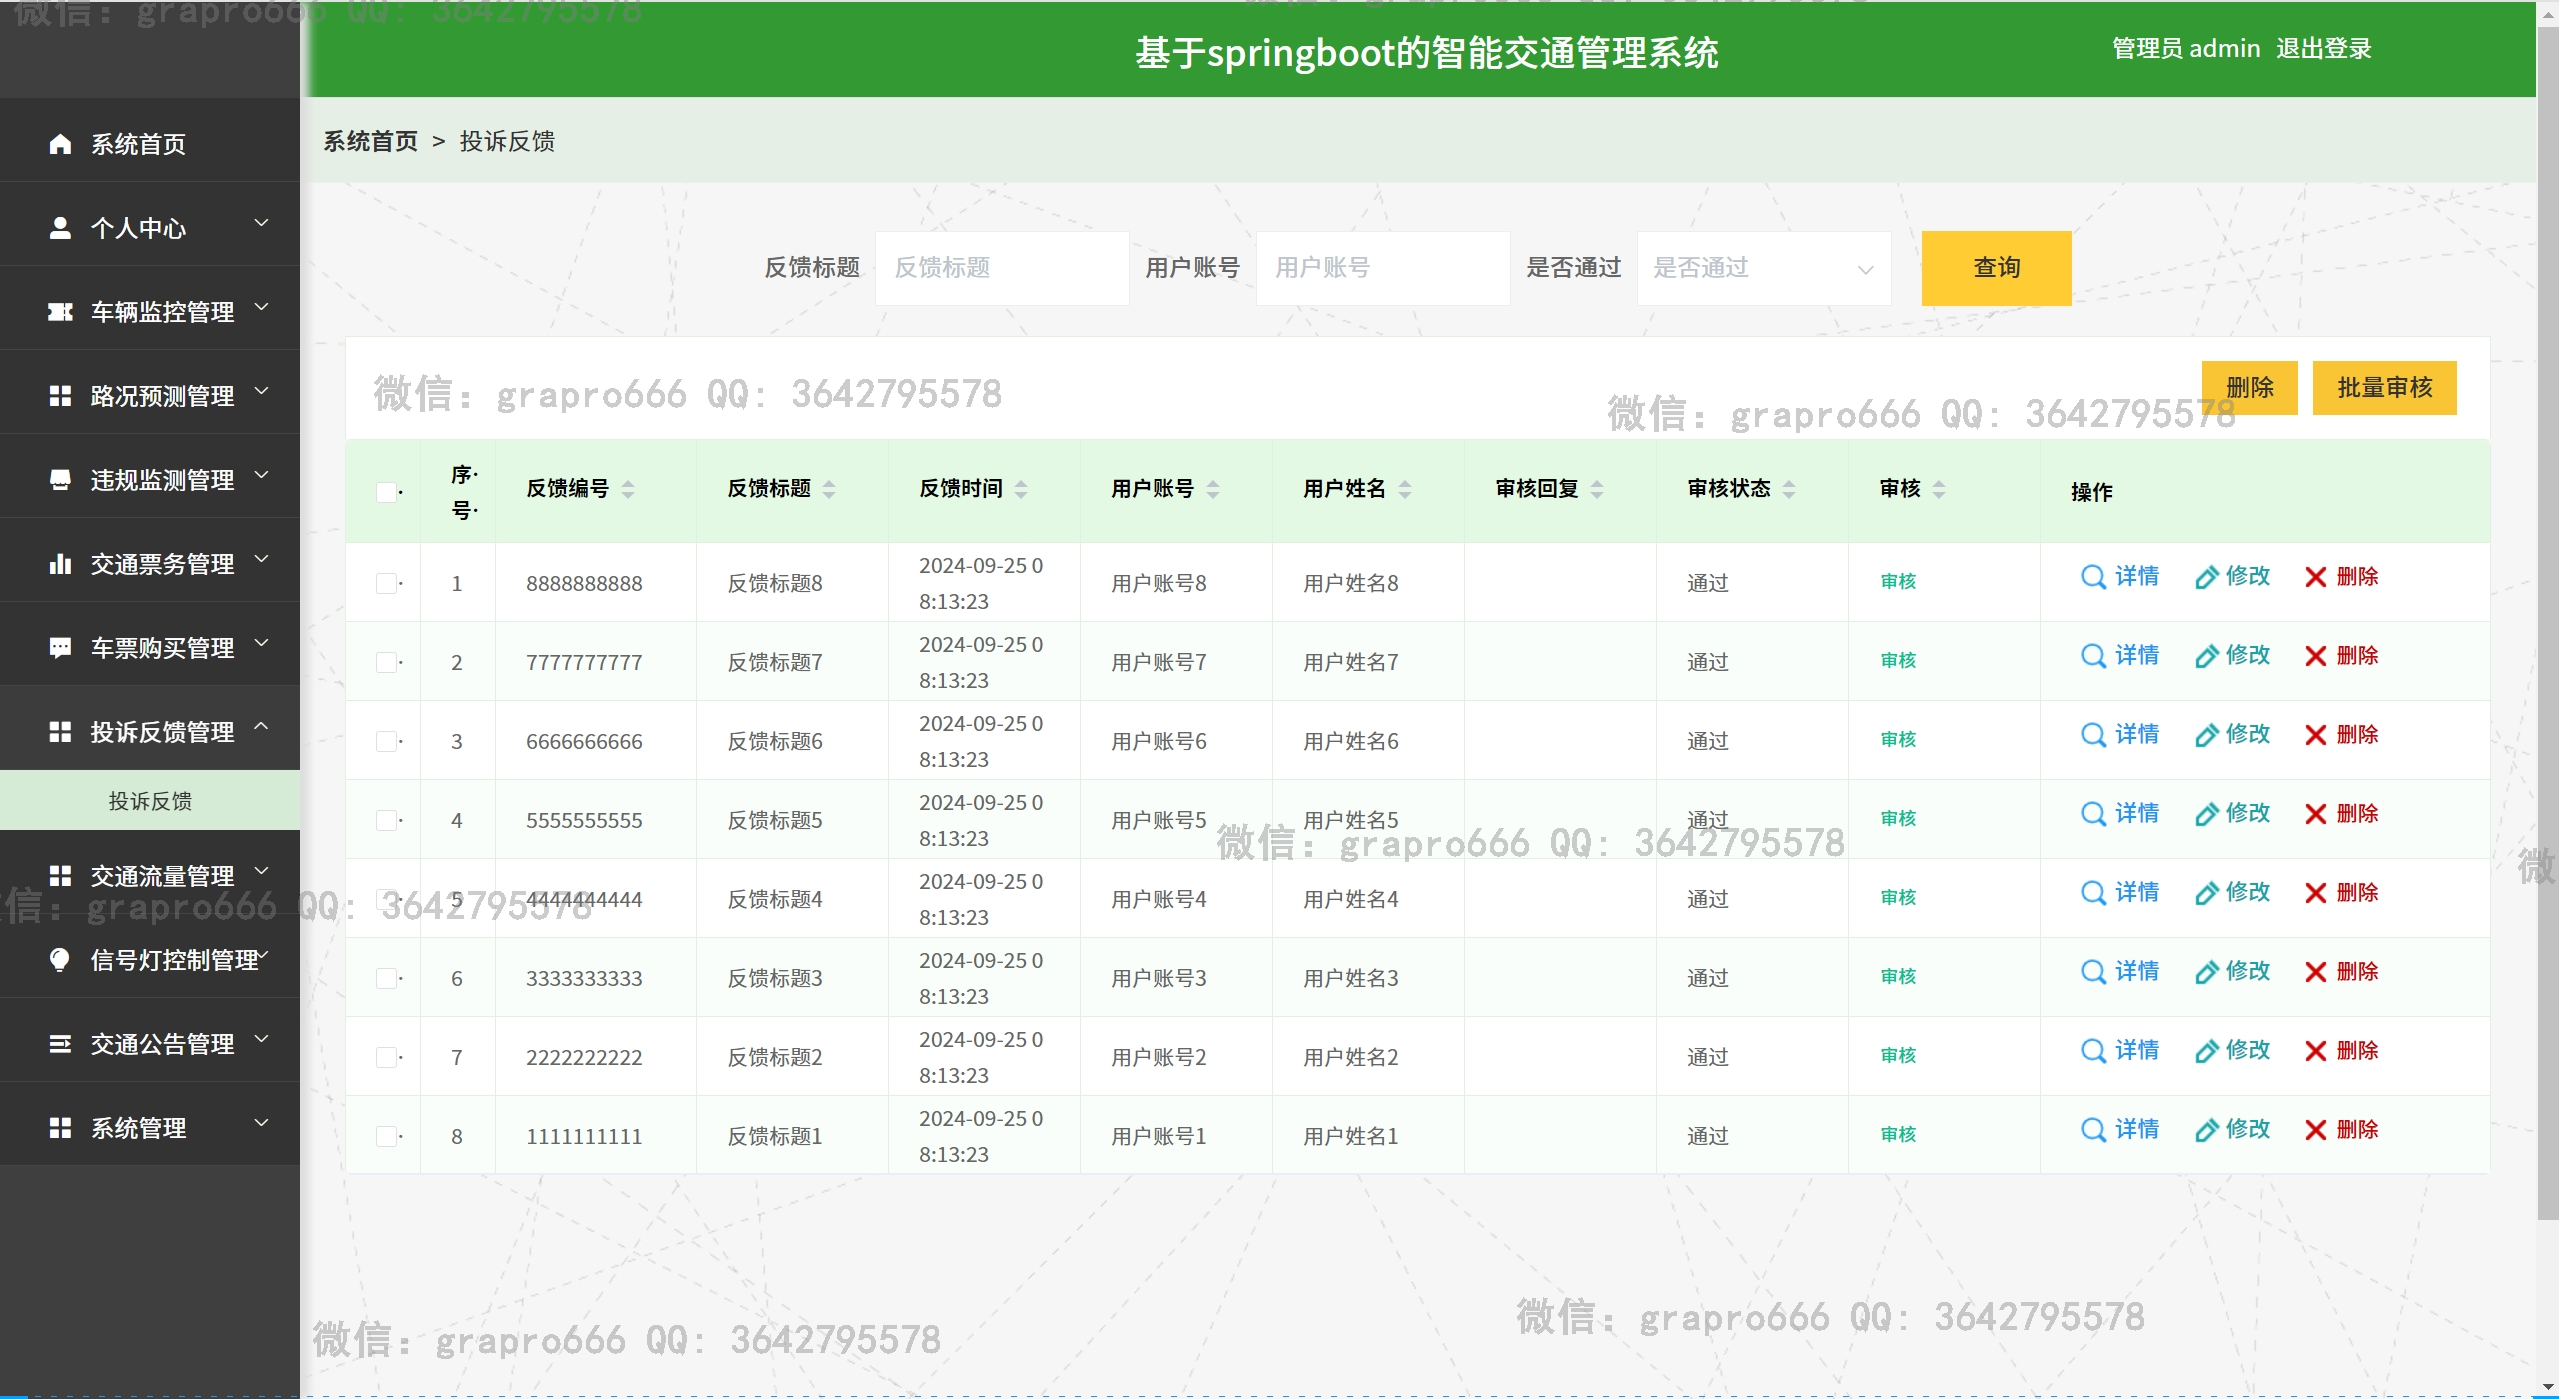 微信: grapro666 QQ: 3642795578
基于springboot的智能交通管理系统
管理员 admin 退出登录
系统首页
个人中心
车辆监控管理
路况预测管理
违规监测管理
交通票务管理
车票购买管理
投诉反馈管理
投诉反馈
交通流量管理
信号灯控制管理
交通公告管理
系统管理
系统首页 > 投诉反馈
反馈标题 反馈标题 用户账号 用户账号 是否通过 是否通过 查询
微信: grapro666 QQ: 3642795578
删除 批量审核
微信: grapro666 QQ: 3642795578
序号 反馈编号 反馈标题 反馈时间 用户账号 用户姓名 审核回复 审核状态 审核 操作
1 8888888888 反馈标题8 2024-09-25 08:13:23 用户账号8 用户姓名8 通过 审核 详情 修改 删除
2 7777777777 反馈标题7 2024-09-25 08:13:23 用户账号7 用户姓名7 通过 审核 详情 修改 删除
3 6666666666 反馈标题6 2024-09-25 08:13:23 用户账号6 用户姓名6 通过 审核 详情 修改 删除
4 5555555555 反馈标题5 2024-09-25 08:13:23 用户账号5 用户姓名5 通过 审核 详情 修改 删除
微信: grapro666 QQ: 3642795578
微
5 4444444444 反馈标题4 2024-09-25 08:13:23 用户账号4 用户姓名4 通过 审核 详情 修改 删除
信: grapro666 QQ: 3642795578
6 3333333333 反馈标题3 2024-09-25 08:13:23 用户账号3 用户姓名3 通过 审核 详情 修改 删除
7 2222222222 反馈标题2 2024-09-25 08:13:23 用户账号2 用户姓名2 通过 审核 详情 修改 删除
8 1111111111 反馈标题1 2024-09-25 08:13:23 用户账号1 用户姓名1 通过 审核 详情 修改 删除
微信: grapro666 QQ: 3642795578
微信: grapro666 QQ: 3642795578